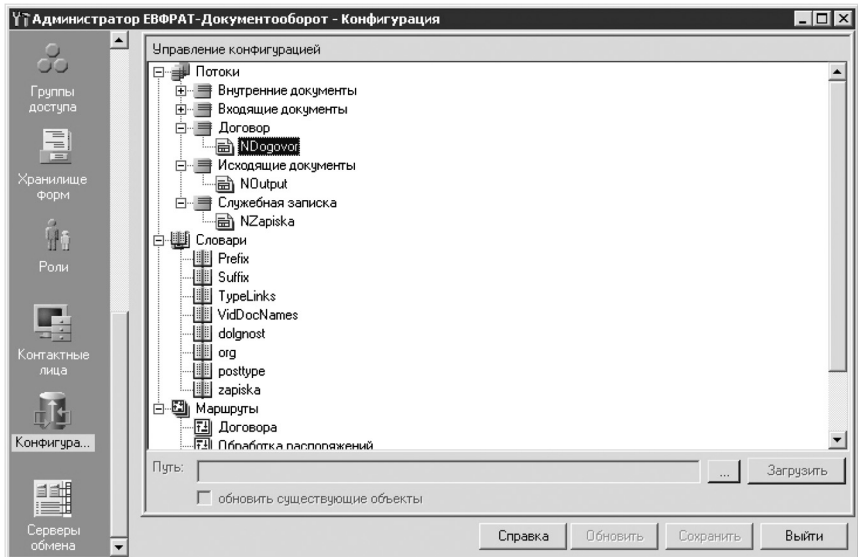 Администратор ЕВФРАТ-Документооборот - Конфигурация
Группы
доступа
Хранилище
форм
Роли
Контактные
лица
Конфигура...
Серверы
обмена
Управление конфигурацией
Потоки
Внутренние документы
Входящие документы
Договор
NDogovor
Исходящие документы
NOutput
Служебная записка
NZapiska
Словари
Prefix
Suffix
TypeLinks
VidDocNames
dolgnost
org
posttype
zapiska
Маршруты
Договора
Обработка распоряжений
Путь:
...
Загрузить
обновить существующие объекты
Справка
Обновить
Сохранить
Выйти